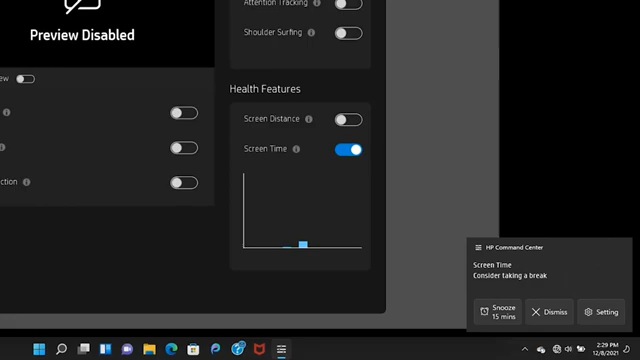 Attention Tracking
Preview Disabled
Shoulder Surfing
Health Features
Screen Distance
Screen Time
HP Command Center
Screen Time
Consider taking a break
Snooze
15 mins
Dismiss
Setting
2:29 PM
12/8/2021